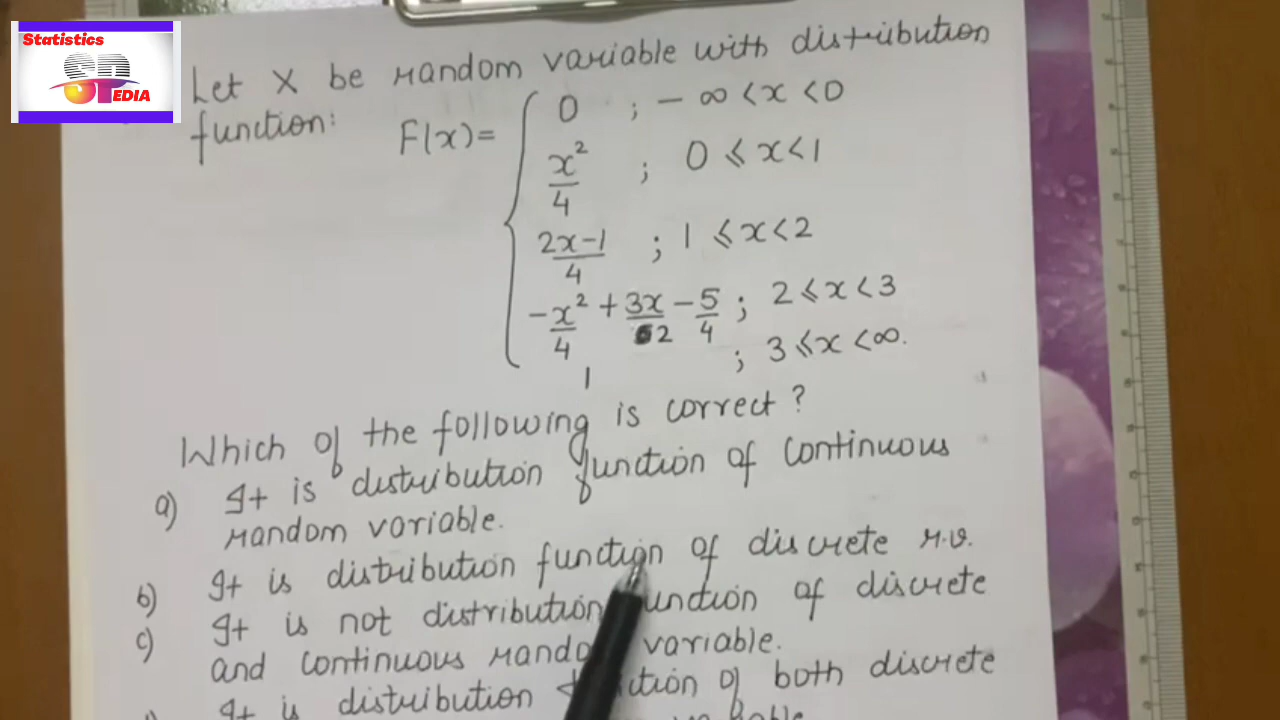 Statistics
PEDIA
Let X be random variable with distribution
function: F(x)= { 0 ; -∞ < x < 0
x²/4 ; 0 ≤ x < 1
2x-1/4 ; 1 ≤ x < 2
-x²/4 + 3x/2 - 5/4 ; 2 ≤ x < 3
1 ; 3 ≤ x < ∞.
Which of the following is correct?
a) It is distribution function of continuous
random variable.
b) It is distribution function of discrete r.v.
c) It is not distribution function of discrete
and continuous random variable.
It is distribution function of both discrete